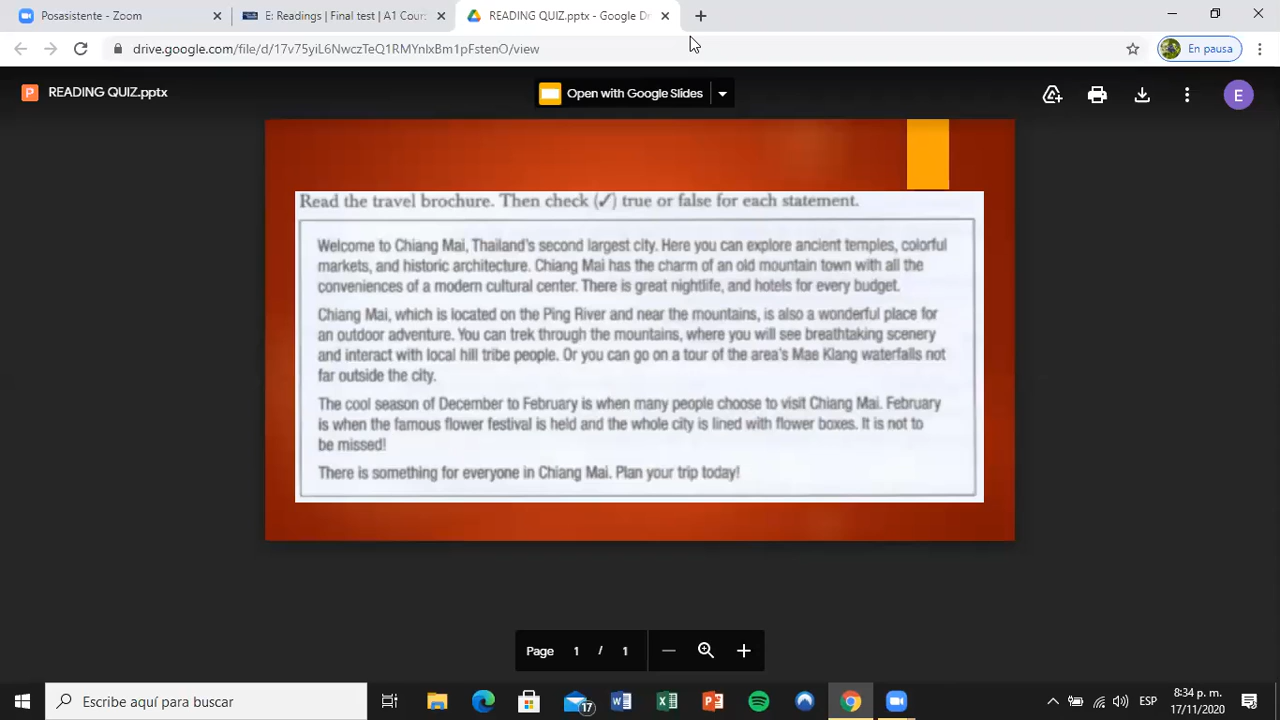 Posasistente - Zoom
E: Readings | Final test | A1 Cour
READING QUIZ.pptx - Google Dr
drive.google.com/file/d/17v75yiL6NwczTeQ1RMYnlxBm1pFstenO/view
En pausa
READING QUIZ.pptx
Open with Google Slides
E
Read the travel brochure. Then check (✓) true or false for each statement.
Welcome to Chiang Mai, Thailand's second largest city. Here you can explore ancient temples, colorful
markets, and historic architecture. Chiang Mai has the charm of an old mountain town with all the
conveniences of a modern cultural center. There is great nightlife, and hotels for every budget.
Chiang Mai, which is located on the Ping River and near the mountains, is also a wonderful place for
an outdoor adventure. You can trek through the mountains, where you will see breathtaking scenery
and interact with local hill tribe people. Or you can go on a tour of the area's Mae Klang waterfalls not
far outside the city.
The cool season of December to February is when many people choose to visit Chiang Mai. February
is when the famous flower festival is held and the whole city is lined with flower boxes. It is not to
be missed!
There is something for everyone in Chiang Mai. Plan your trip today!
Page 1 / 1
Escribe aquí para buscar
17
ESP
8:34 p. m.
17/11/2020